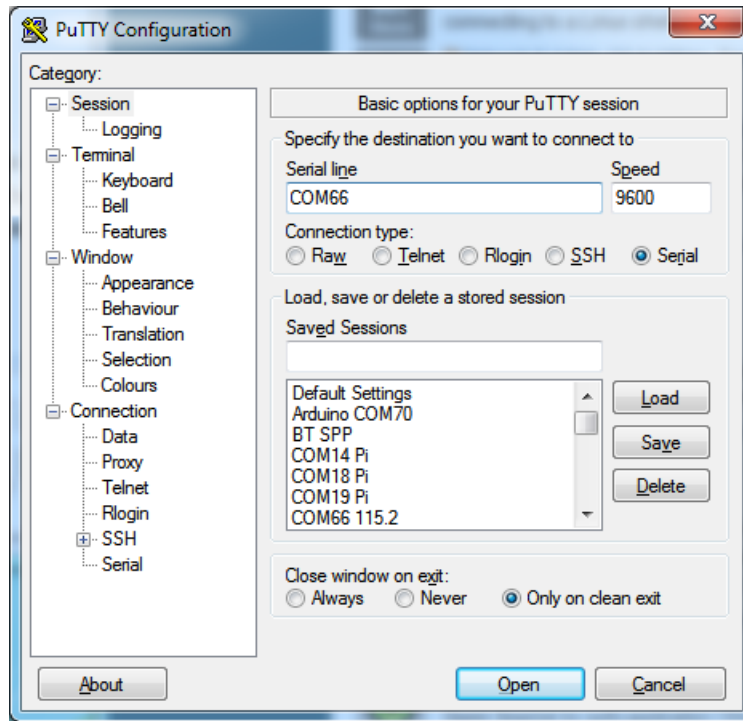 PuTTY Configuration
Category:
Session
Logging
Terminal
Keyboard
Bell
Features
Window
Appearance
Behaviour
Translation
Selection
Colours
Connection
Data
Proxy
Telnet
Rlogin
SSH
Serial
Basic options for your PuTTY session
Specify the destination you want to connect to
Serial line Speed
COM66 9600
Connection type:
Raw Telnet Rlogin SSH Serial
Load, save or delete a stored session
Saved Sessions
Default Settings
Arduino COM70
BT SPP
COM14 Pi
COM18 Pi
COM19 Pi
COM66 115.2
Load
Save
Delete
Close window on exit:
Always Never Only on clean exit
About Open Cancel